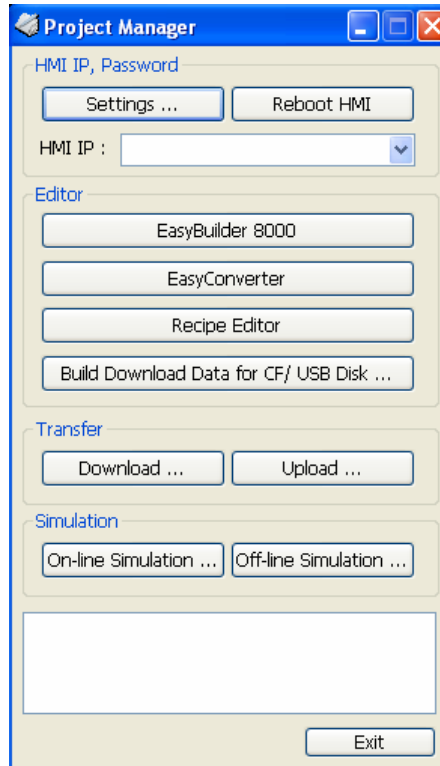 Project Manager
HMI IP, Password
Settings ... Reboot HMI
HMI IP :
Editor
EasyBuilder 8000
EasyConverter
Recipe Editor
Build Download Data for CF/ USB Disk ...
Transfer
Download ... Upload ...
Simulation
On-line Simulation ... Off-line Simulation ...
Exit